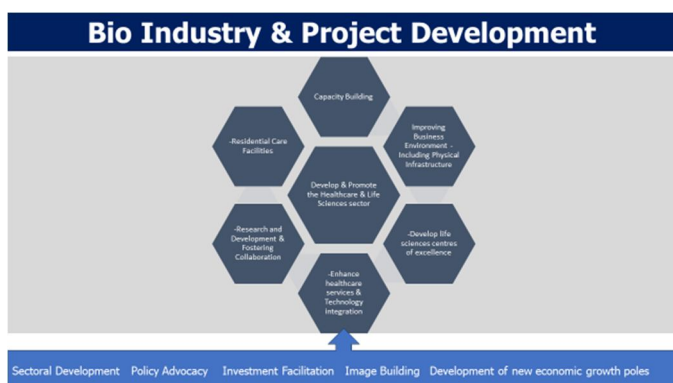 Bio Industry & Project Development
Capacity Building
Improving
Business
Environment -
Including Physical
Infrastructure
-Residential Care
Facilities
Develop & Promote
the Healthcare & Life
Sciences sector
-Research and
Development &
Fostering
Collaboration
-Develop life
sciences centres
of excellence
-Enhance
healthcare
services &
Technology
Integration
Sectoral Development Policy Advocacy Investment Facilitation Image Building Development of new economic growth poles